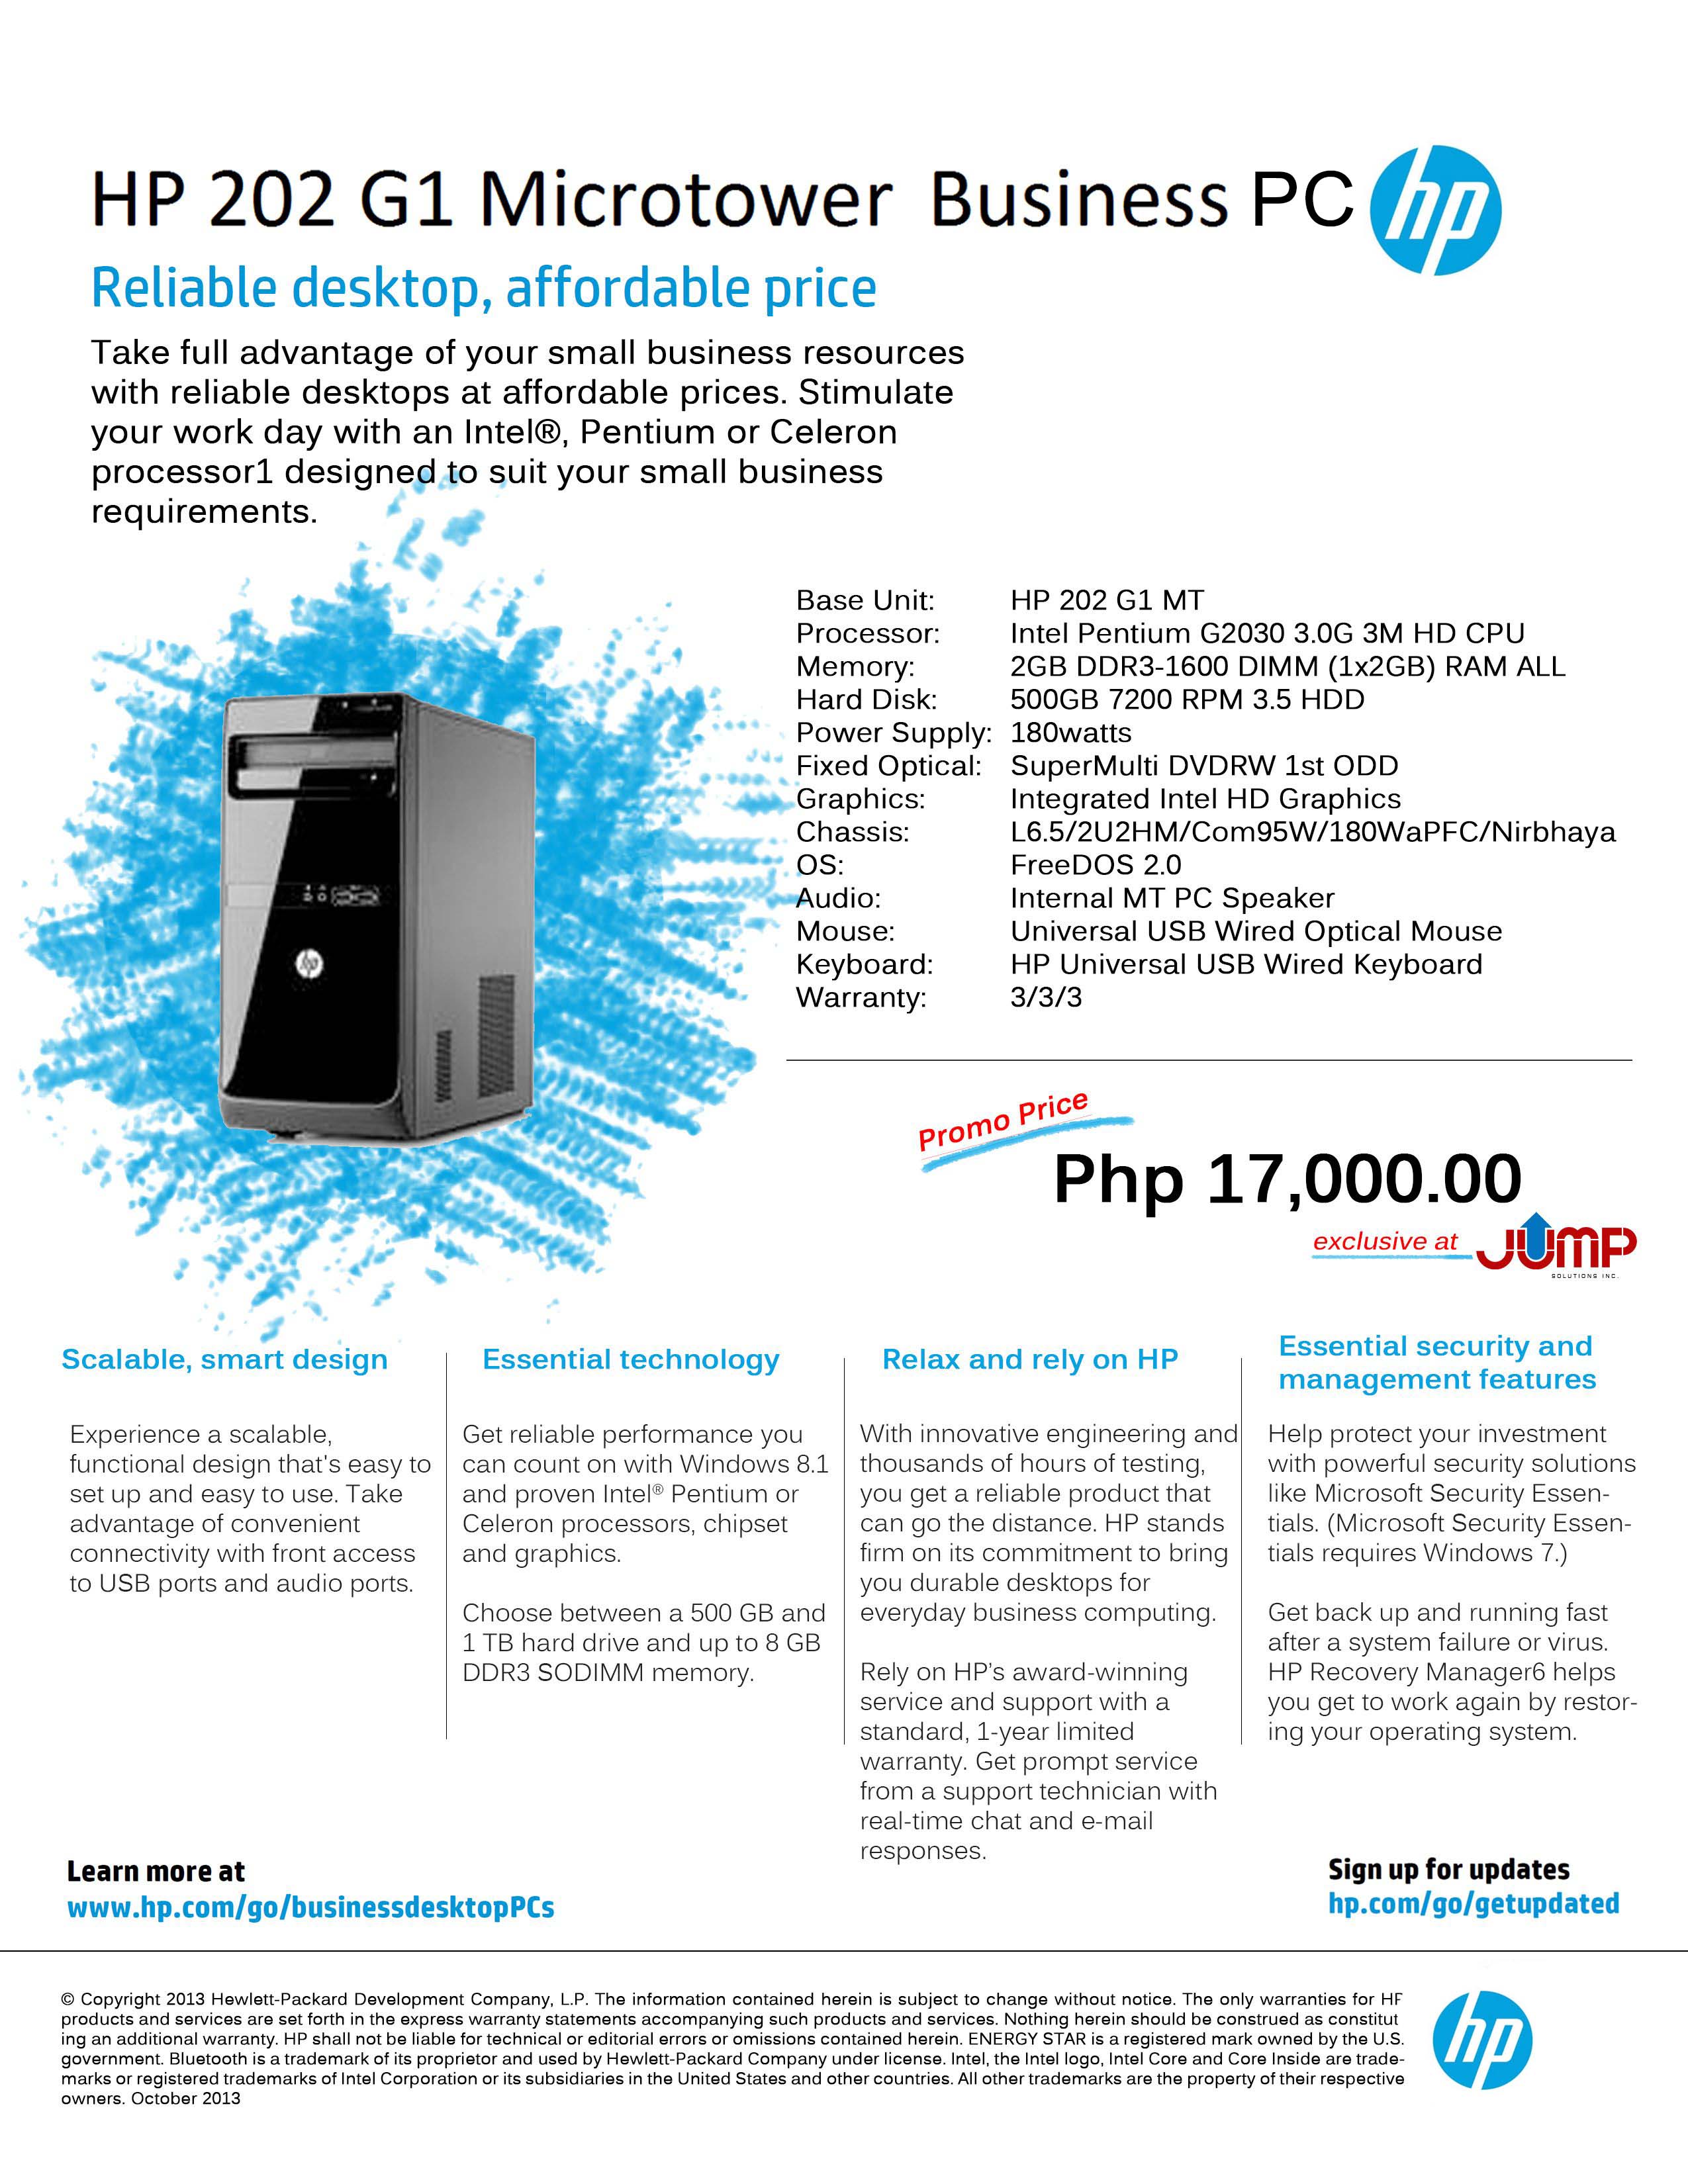 HP 202 G1 Microtower Business PC
hp
Reliable desktop, affordable price
Take full advantage of your small business resources
with reliable desktops at affordable prices. Stimulate
your work day with an Intel®, Pentium or Celeron
processor1 designed to suit your small business
requirements.
Base Unit: HP 202 G1 MT
Processor: Intel Pentium G2030 3.0G 3M HD CPU
Memory: 2GB DDR3-1600 DIMM (1x2GB) RAM ALL
Hard Disk: 500GB 7200 RPM 3.5 HDD
Power Supply: 180watts
Fixed Optical: SuperMulti DVDRW 1st ODD
Graphics: Integrated Intel HD Graphics
Chassis: L6.5/2U2HM/Com95W/180WaPFC/Nirbhaya
OS: FreeDOS 2.0
Audio: Internal MT PC Speaker
Mouse: Universal USB Wired Optical Mouse
Keyboard: HP Universal USB Wired Keyboard
Warranty: 3/3/3
hp
Promo Price
Php 17,000.00
exclusive at JUMP
SOLUTIONS INC.
Scalable, smart design
Experience a scalable,
functional design that's easy to
set up and easy to use. Take
advantage of convenient
connectivity with front access
to USB ports and audio ports.
Essential technology
Get reliable performance you
can count on with Windows 8.1
and proven Intel® Pentium or
Celeron processors, chipset
and graphics.
Choose between a 500 GB and
1 TB hard drive and up to 8 GB
DDR3 SODIMM memory.
Relax and rely on HP
With innovative engineering and
thousands of hours of testing,
you get a reliable product that
can go the distance. HP stands
firm on its commitment to bring
you durable desktops for
everyday business computing.
Rely on HP's award-winning
service and support with a
standard, 1-year limited
warranty. Get prompt service
from a support technician with
real-time chat and e-mail
responses.
Essential security and
management features
Help protect your investment
with powerful security solutions
like Microsoft Security Essen-
tials. (Microsoft Security Essen-
tials requires Windows 7.)
Get back up and running fast
after a system failure or virus.
HP Recovery Manager6 helps
you get to work again by restor-
ing your operating system.
Learn more at
www.hp.com/go/businessdesktopPCs
Sign up for updates
hp.com/go/getupdated
© Copyright 2013 Hewlett-Packard Development Company, L.P. The information contained herein is subject to change without notice. The only warranties for HP
products and services are set forth in the express warranty statements accompanying such products and services. Nothing herein should be construed as constitut
ing an additional warranty. HP shall not be liable for technical or editorial errors or omissions contained herein. ENERGY STAR is a registered mark owned by the U.S.
government. Bluetooth is a trademark of its proprietor and used by Hewlett-Packard Company under license. Intel, the Intel logo, Intel Core and Core Inside are trade-
marks or registered trademarks of Intel Corporation or its subsidiaries in the United States and other countries. All other trademarks are the property of their respective
owners. October 2013
hp